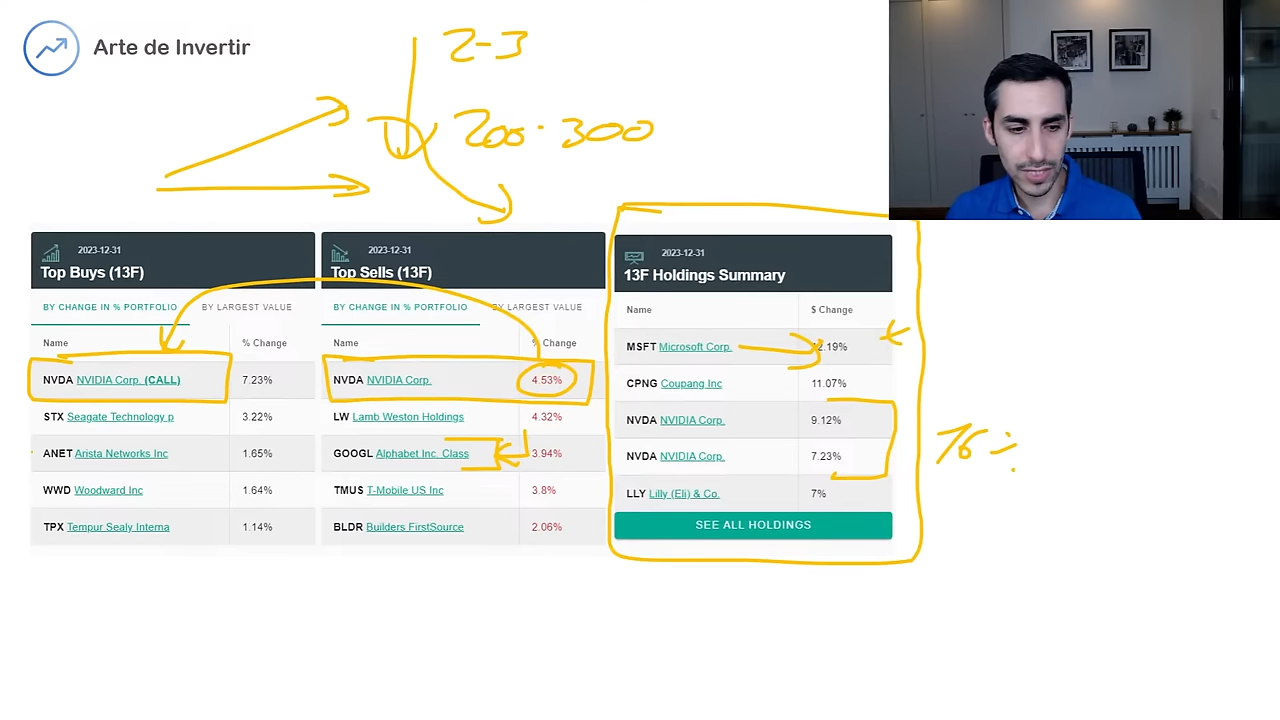 Arte de Invertir
2-3
200-300
2023-12-31
Top Buys (13F)
BY CHANGE IN % PORTFOLIO BY LARGEST VALUE
Name % Change
NVDA NVIDIA Corp. (CALL) 7.23%
STX Seagate Technology p 3.22%
ANET Arista Networks Inc 1.65%
WWD Woodward Inc 1.64%
TPX Tempur Sealy Interna 1.14%
2023-12-31
Top Sells (13F)
BY CHANGE IN % PORTFOLIO BY LARGEST VALUE
Name % Change
NVDA NVIDIA Corp. 4.53%
LW Lamb Weston Holdings 4.32%
GOOGL Alphabet Inc. Class 3.94%
TMUS T-Mobile US Inc 3.8%
BLDR Builders FirstSource 2.06%
2023-12-31
13F Holdings Summary
Name $ Change
MSFT Microsoft Corp. 12.19%
CPNG Coupang Inc 11.07%
NVDA NVIDIA Corp. 9.12%
NVDA NVIDIA Corp. 7.23%
LLY Lilly (Eli) & Co. 7%
SEE ALL HOLDINGS